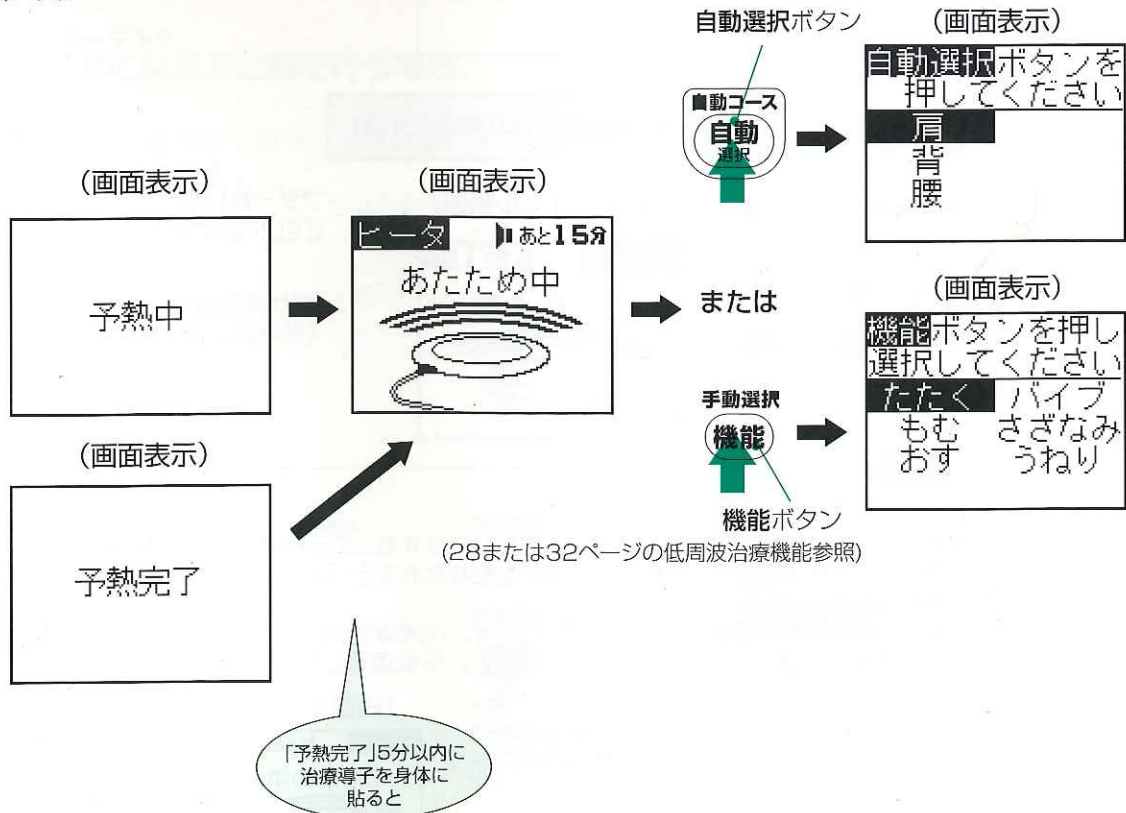 自動選択ボタン
(画面表示)
自動選択ボタンを
押してください
肩
背
腰
自動コース
自動
選択
(画面表示)
予熱中
(画面表示)
ヒータ
あと15分
あたため中
または
(画面表示)
機能ボタンを押し
選択してください
たたく バイブ
もむ さざなみ
おす うねり
手動選択
機能
機能ボタン
(28または32ページの低周波治療機能参照)
(画面表示)
予熱完了
「予熱完了」5分以内に
治療導子を身体に
貼ると